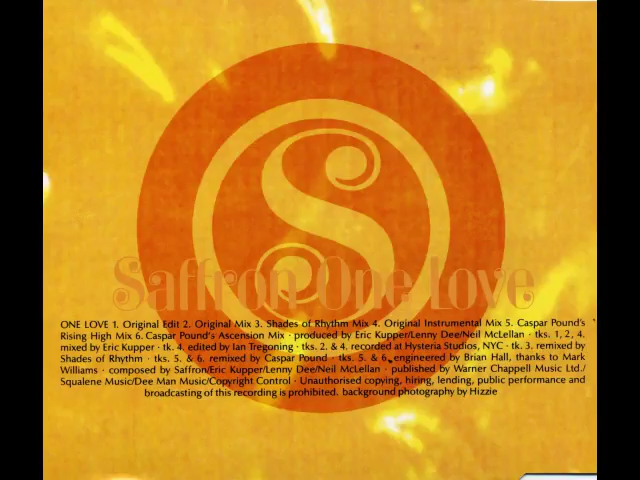 S
Saffron One Love
ONE LOVE 1. Original Edit 2. Original Mix 3. Shades of Rhythm Mix 4. Original Instrumental Mix 5. Caspar Pound's
Rising High Mix 6. Caspar Pound's Ascension Mix · produced by Eric Kupper/Lenny Dee/Neil McLellan · tks. 1, 2, 4.
mixed by Eric Kupper · tk. 4. edited by Ian Tregoning · tks. 2. & 4. recorded at Hysteria Studios, NYC · tk. 3. remixed by
Shades of Rhythm · tks. 5. & 6. remixed by Caspar Pound · tks. 5. & 6. engineered by Brian Hall, thanks to Mark
Williams · composed by Saffron/Eric Kupper/Lenny Dee/Neil McLellan · published by Warner Chappell Music Ltd./
Squalene Music/Dee Man Music/Copyright Control · Unauthorised copying, hiring, lending, public performance and
broadcasting of this recording is prohibited. background photography by Hizzie